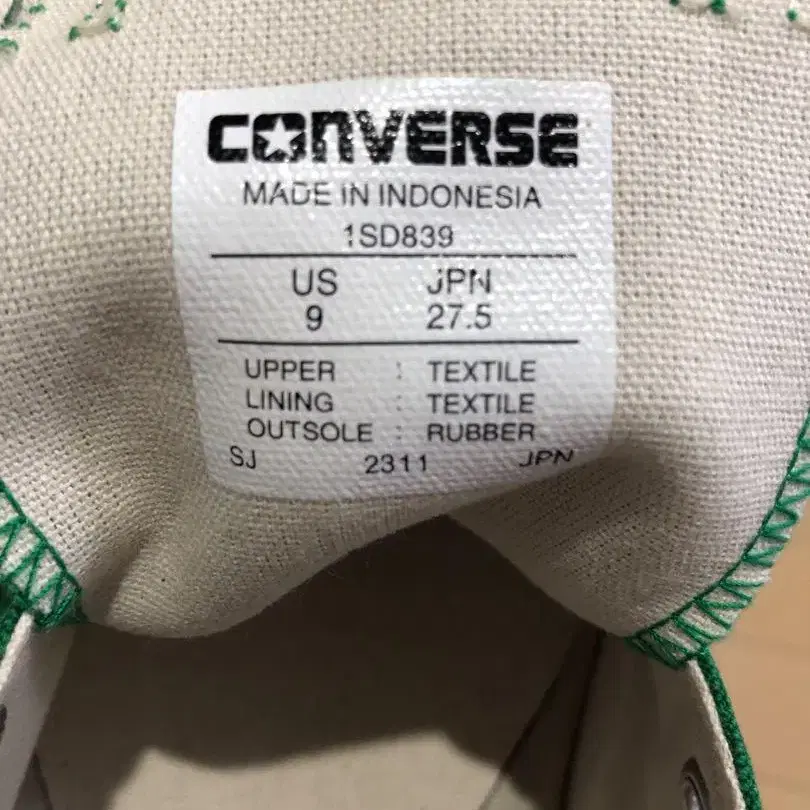 CONVERSE
MADE IN INDONESIA
1SD839
US JPN
9 27.5
UPPER : TEXTILE
LINING : TEXTILE
OUTSOLE : RUBBER
SJ 2311 JPN